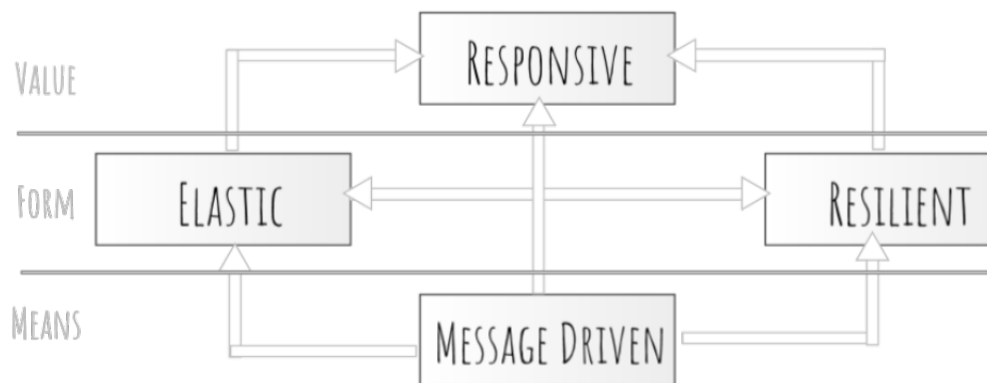 VALUE
RESPONSIVE
FORM
ELASTIC
RESILIENT
MEANS
MESSAGE DRIVEN